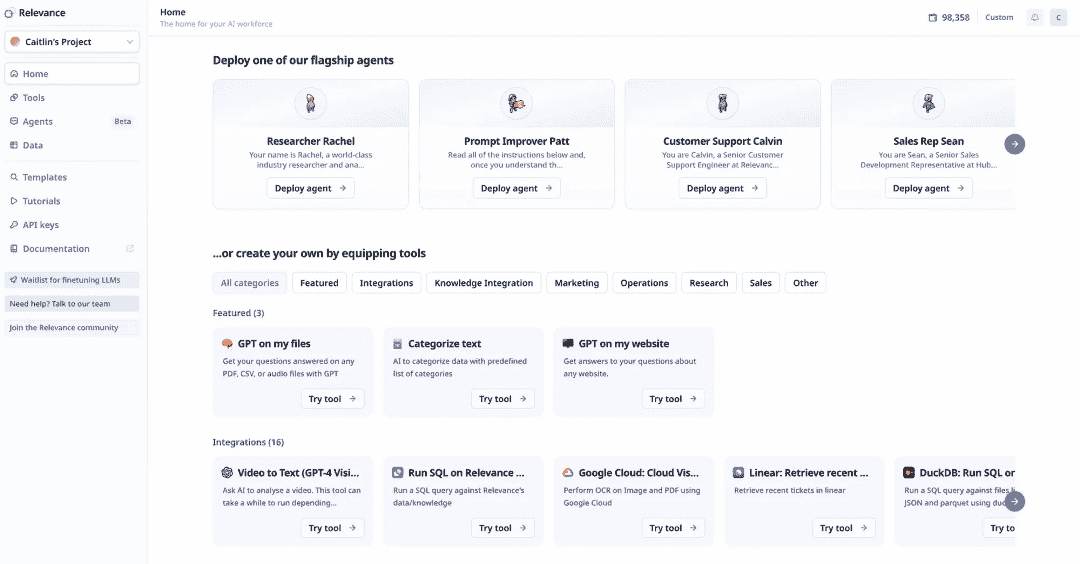 Relevance
Caitlin's Project
Home
Tools
Agents Beta
Data
Templates
Tutorials
API keys
Documentation
Waitlist for finetuning LLMs
Need help? Talk to our team
Join the Relevance community
Home
The home for your AI workforce
98,358 Custom C
Deploy one of our flagship agents
Researcher Rachel
Your name is Rachel, a world-class
industry researcher and ana...
Deploy agent
Prompt Improver Patt
Read all of the instructions below and,
once you understand th...
Deploy agent
Customer Support Calvin
You are Calvin, a Senior Customer
Support Engineer at Relevanc...
Deploy agent
Sales Rep Sean
You are Sean, a Senior Sales
Development Representative at Hub...
Deploy agent
...or create your own by equipping tools
All categories Featured Integrations Knowledge Integration Marketing Operations Research Sales Other
Featured (3)
GPT on my files
Get your questions answered on any
PDF, CSV, or audio files with GPT
Try tool
Categorize text
AI to categorize data with predefined
list of categories
Try tool
GPT on my website
Get answers to your questions about
any website.
Try tool
Integrations (16)
Video to Text (GPT-4 Visi...
Ask AI to analyse a video. This tool can
take a while to run depending...
Try tool
Run SQL on Relevance ...
Run a SQL query against Relevance's
data/knowledge
Try tool
Google Cloud: Cloud Vis...
Perform OCR on Image and PDF using
Google Cloud
Try tool
Linear: Retrieve recent ...
Retrieve recent tickets in linear
Try tool
DuckDB: Run SQL or
Run a SQL query against files
JSON and parquet using duc
Try to